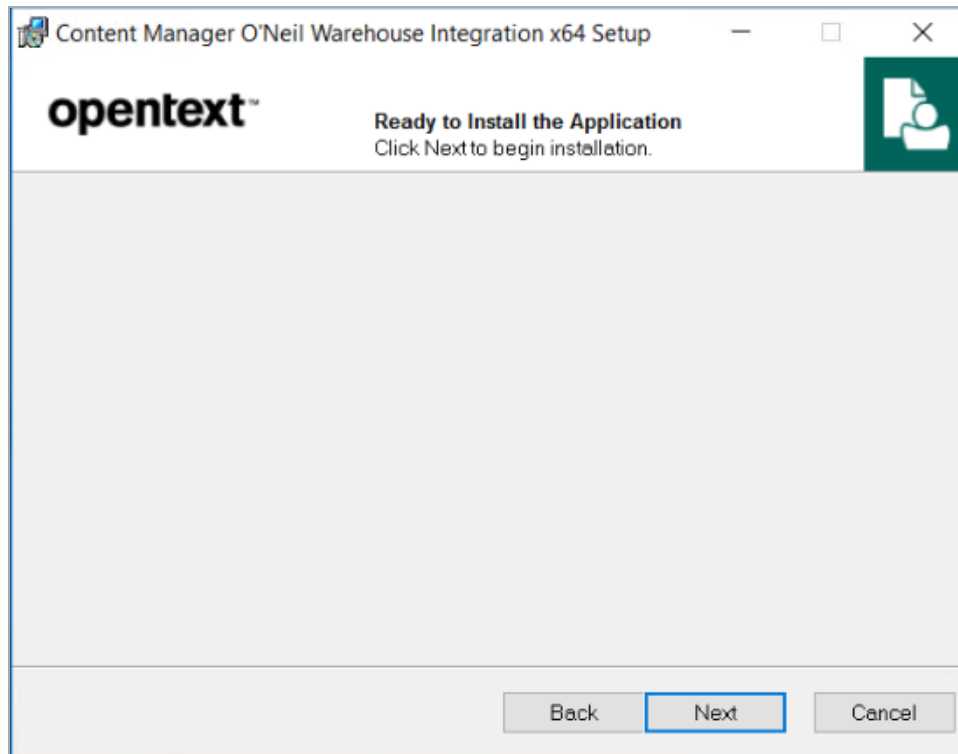 Content Manager O'Neil Warehouse Integration x64 Setup
opentext™
Ready to Install the Application
Click Next to begin installation.
Back
Next
Cancel